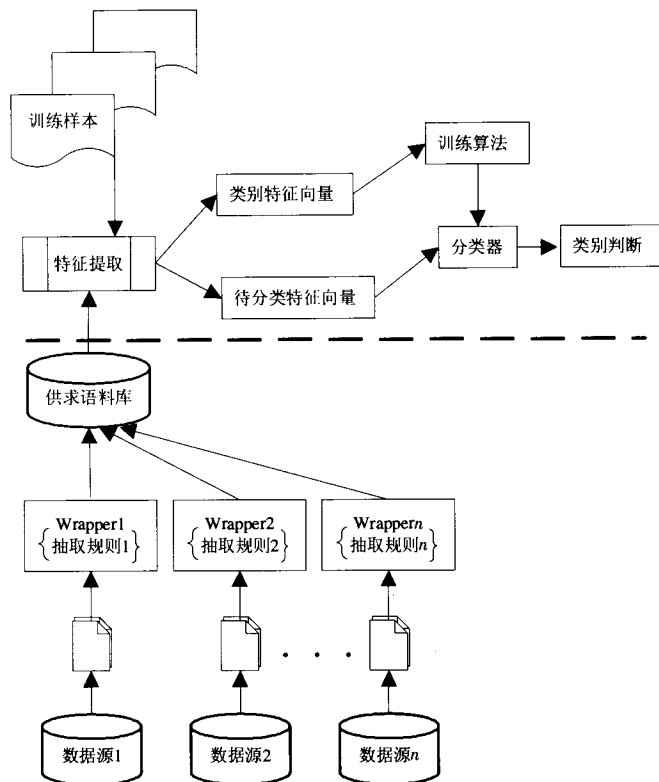 训练样本
训练算法
类别特征向量
特征提取
分类器
类别判断
待分类特征向量
供求语料库
Wrapper1
{抽取规则1}
Wrapper2
{抽取规则2}
Wrappern
{抽取规则n}
. . .
数据源1
数据源2
数据源n